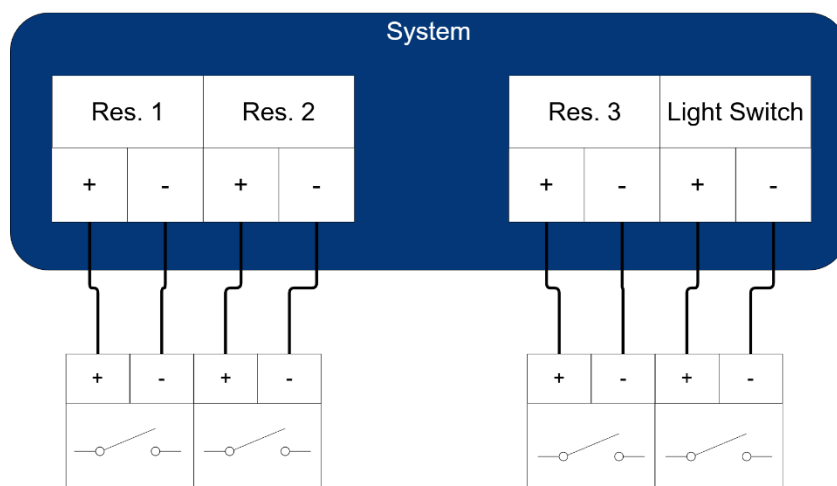 System
Res. 1 Res. 2 Res. 3 Light Switch
+ - + - + - + -
+ - + - + - + -